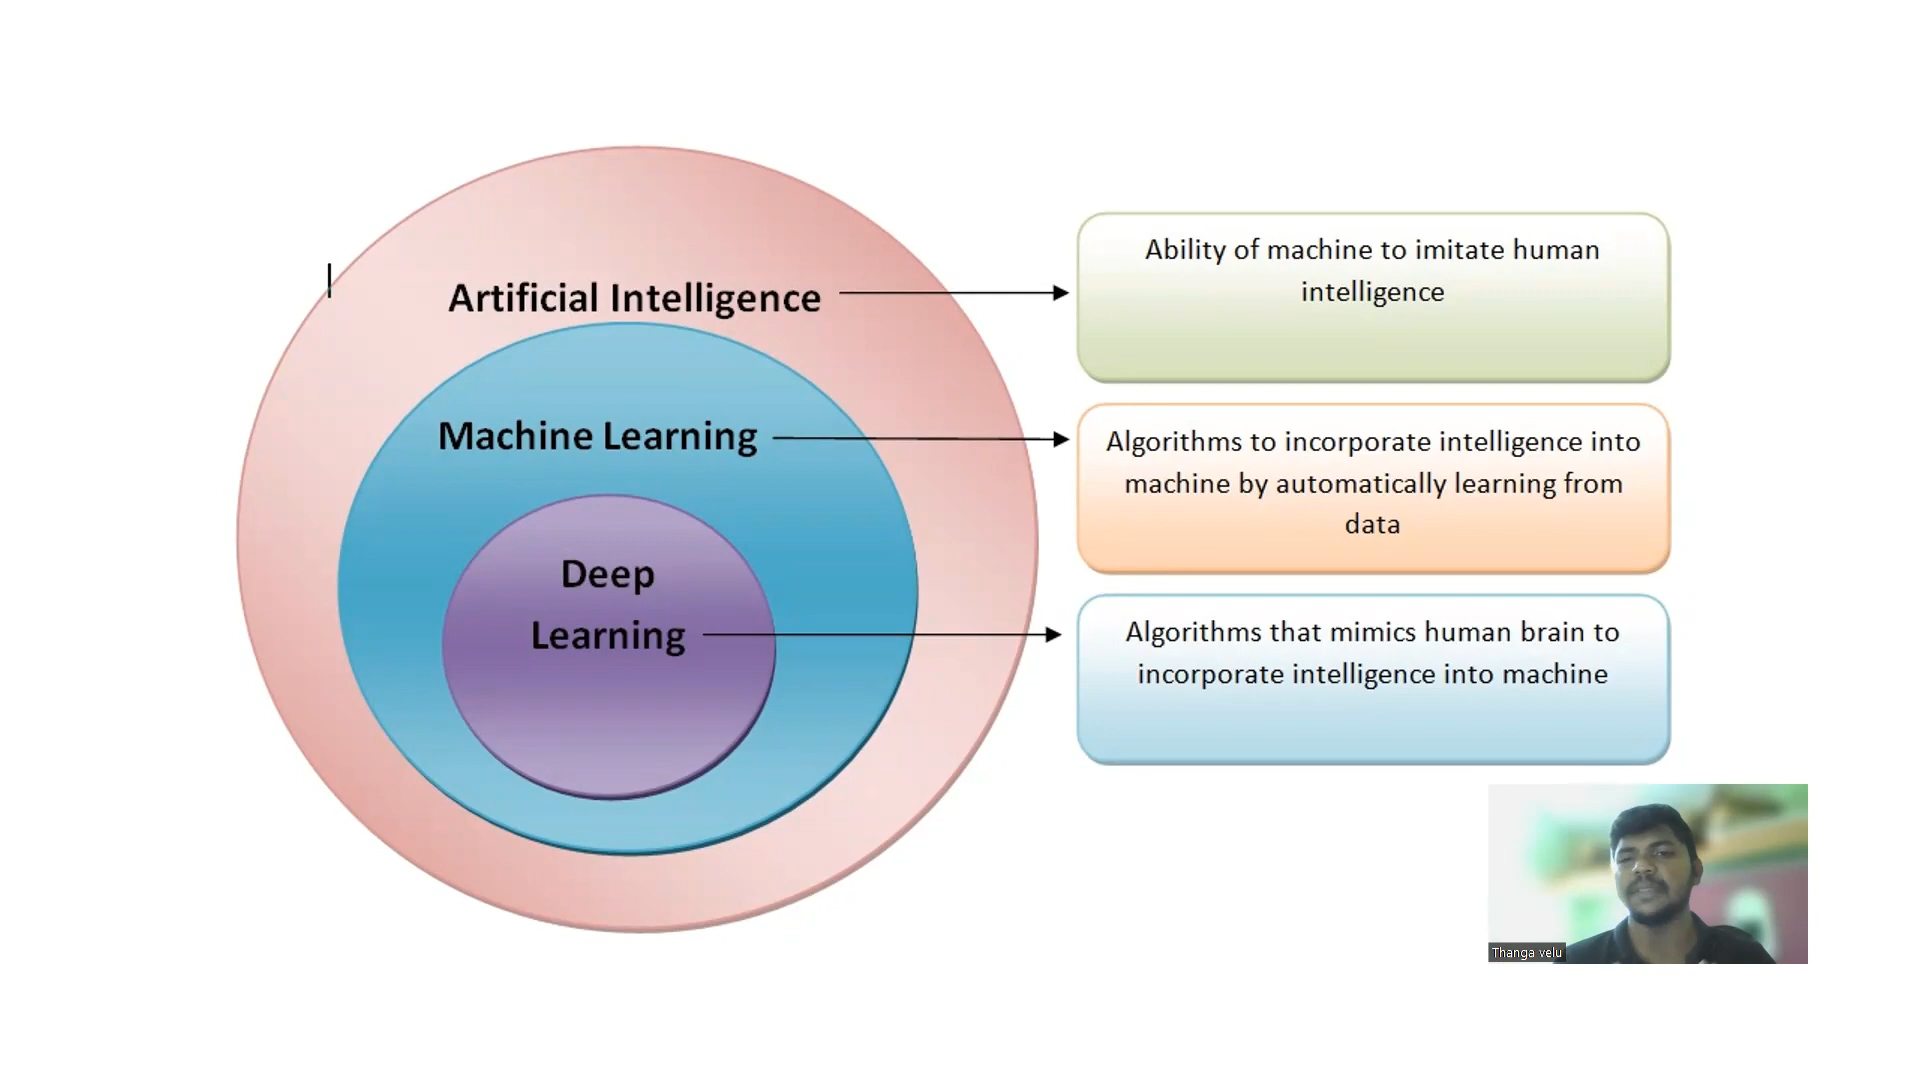 Artificial Intelligence
Machine Learning
Deep
Learning
Ability of machine to imitate human
intelligence
Algorithms to incorporate intelligence into
machine by automatically learning from
data
Algorithms that mimics human brain to
incorporate intelligence into machine
Thanga velu